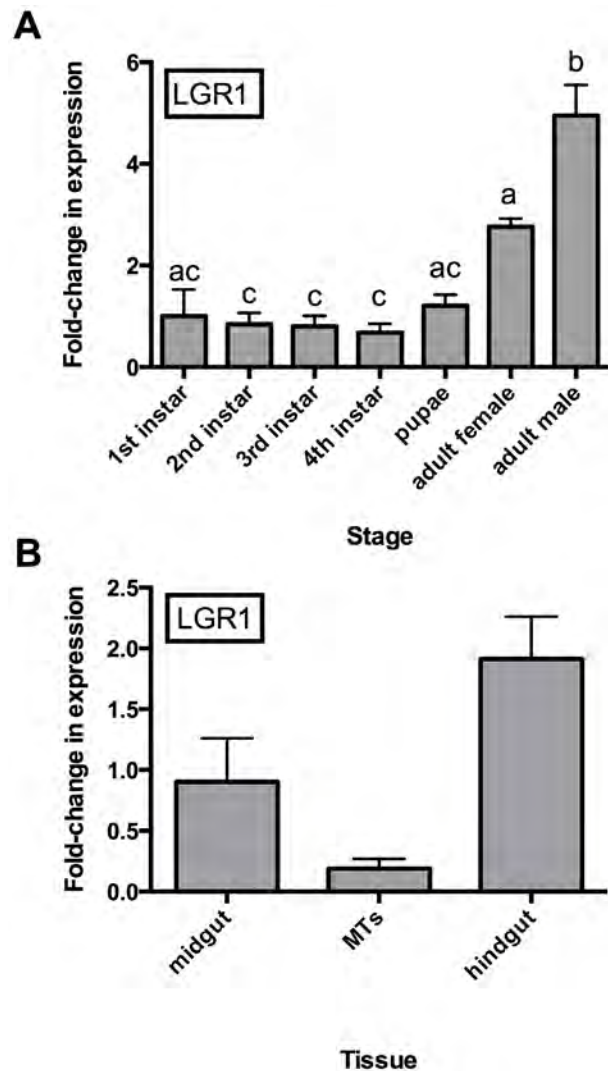 A
LGR1
Fold-change in expression
6
4
2
0
ac
c
c
c
ac
a
b
1st instar
2nd instar
3rd instar
4th instar
pupae
adult female
adult male
Stage
B
LGR1
Fold-change in expression
2.5
2.0
1.5
1.0
0.5
0.0
midgut
MTs
hindgut
Tissue